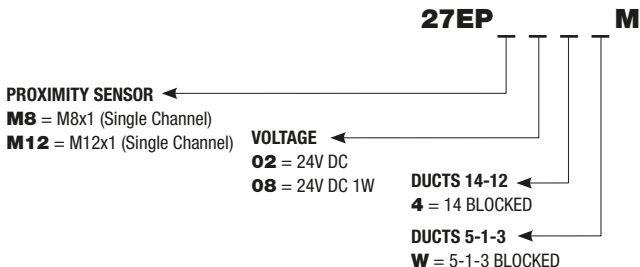 27EP _ _ _ _ M
PROXIMITY SENSOR
M8 = M8x1 (Single Channel)
M12 = M12x1 (Single Channel)
VOLTAGE
02 = 24V DC
08 = 24V DC 1W
DUCTS 14-12
4 = 14 BLOCKED
DUCTS 5-1-3
W = 5-1-3 BLOCKED